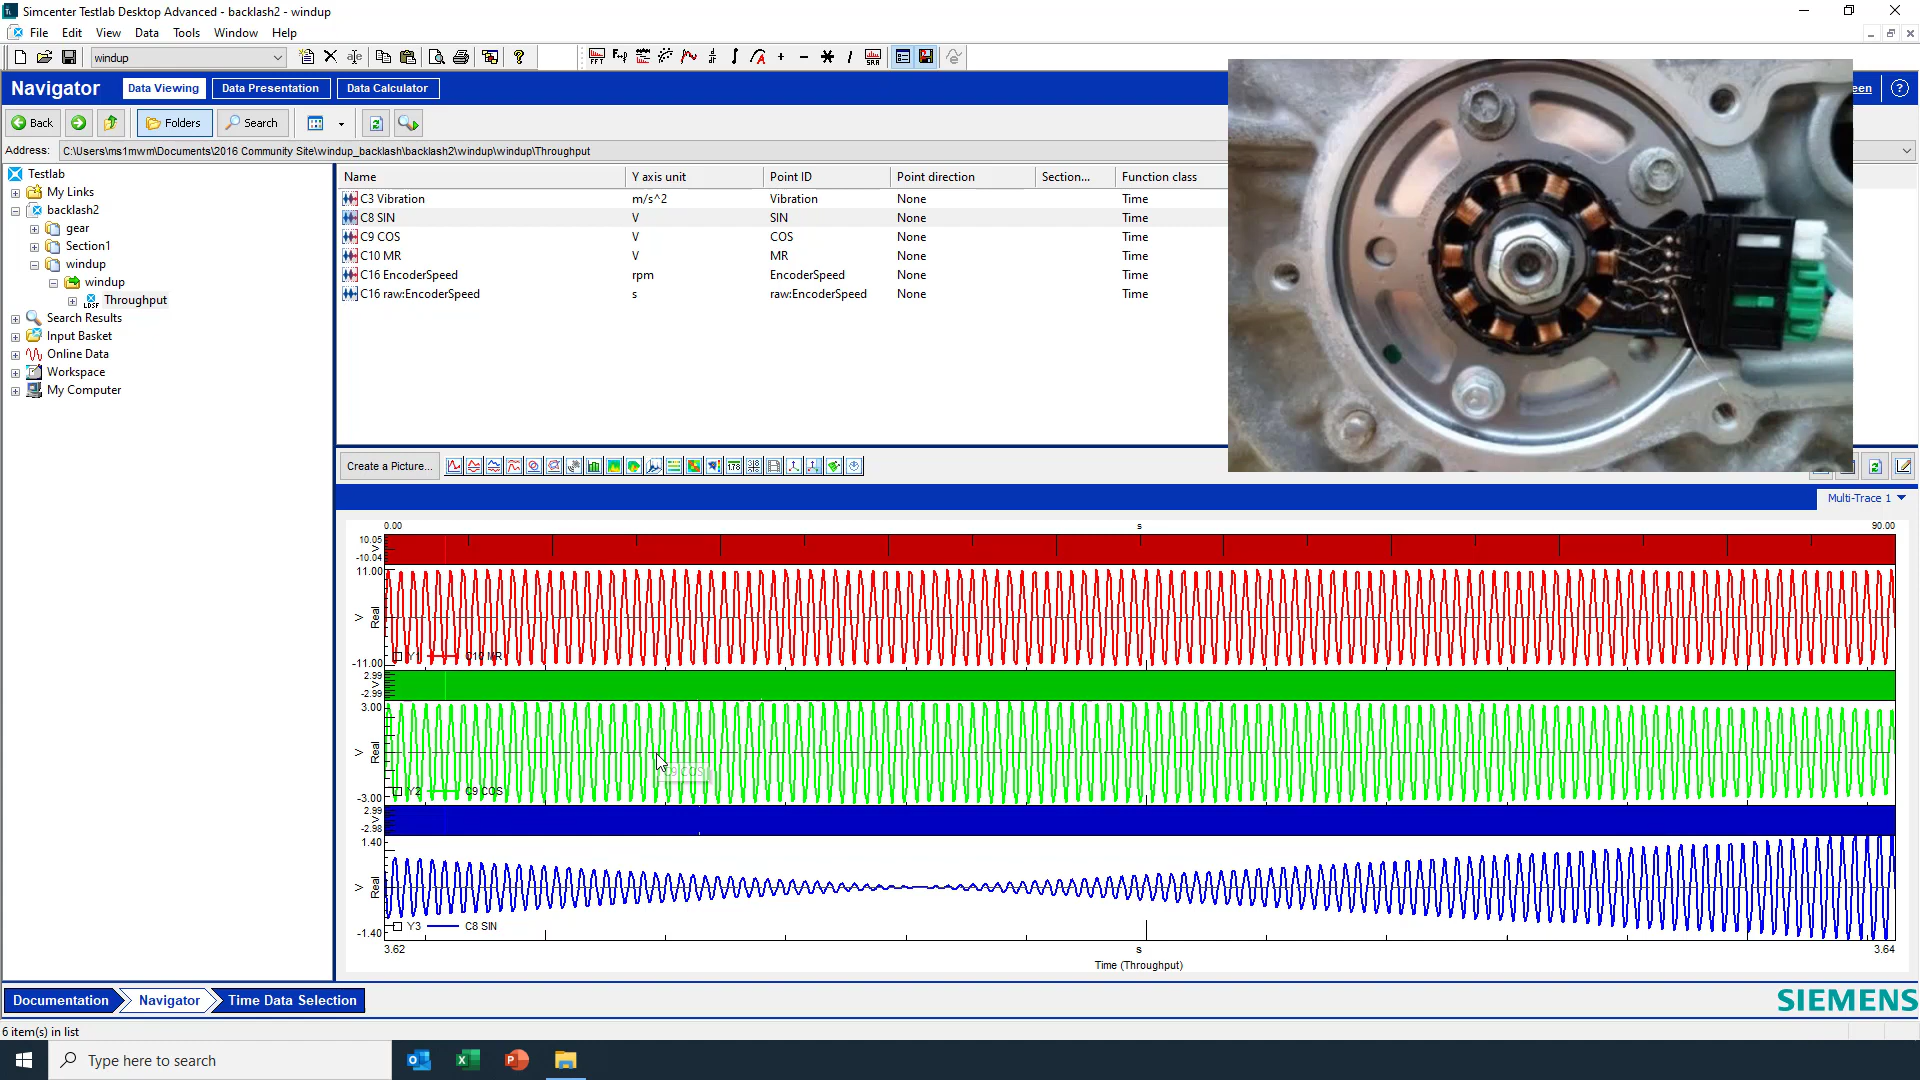 Simcenter Testlab Desktop Advanced - backlash2 - windup
File Edit View Data Tools Window Help
windup
Navigator Data Viewing Data Presentation Data Calculator
Back Folders Search
Address: C:\Users\ms1mwm\Documents\2016 Community Site\windup_backlash\backlash2\windup\windup\Throughput
Testlab
My Links
backlash2
gear
Section1
windup
windup
Throughput
Search Results
Input Basket
Online Data
Workspace
My Computer
Name Y axis unit Point ID Point direction Section... Function class
C3 Vibration m/s^2 Vibration None Time
C8 SIN V SIN None Time
C9 COS V COS None Time
C10 MR V MR None Time
C16 EncoderSpeed rpm EncoderSpeed None Time
C16 raw:EncoderSpeed s raw:EncoderSpeed None Time
Create a Picture...
Multi-Trace 1
0.00 s 90.00
10.05
V
-10.04
11.00
V
Real
-11.00
Y1 C10 MR
2.99
V
-2.99
3.00
V
Real
C9 COS
-3.00
Y2 C9 COS
2.99
V
-2.98
1.40
V
Real
-1.40
Y3 C8 SIN
3.62 s 3.64
Time (Throughput)
Documentation Navigator Time Data Selection
SIEMENS
6 item(s) in list
Type here to search